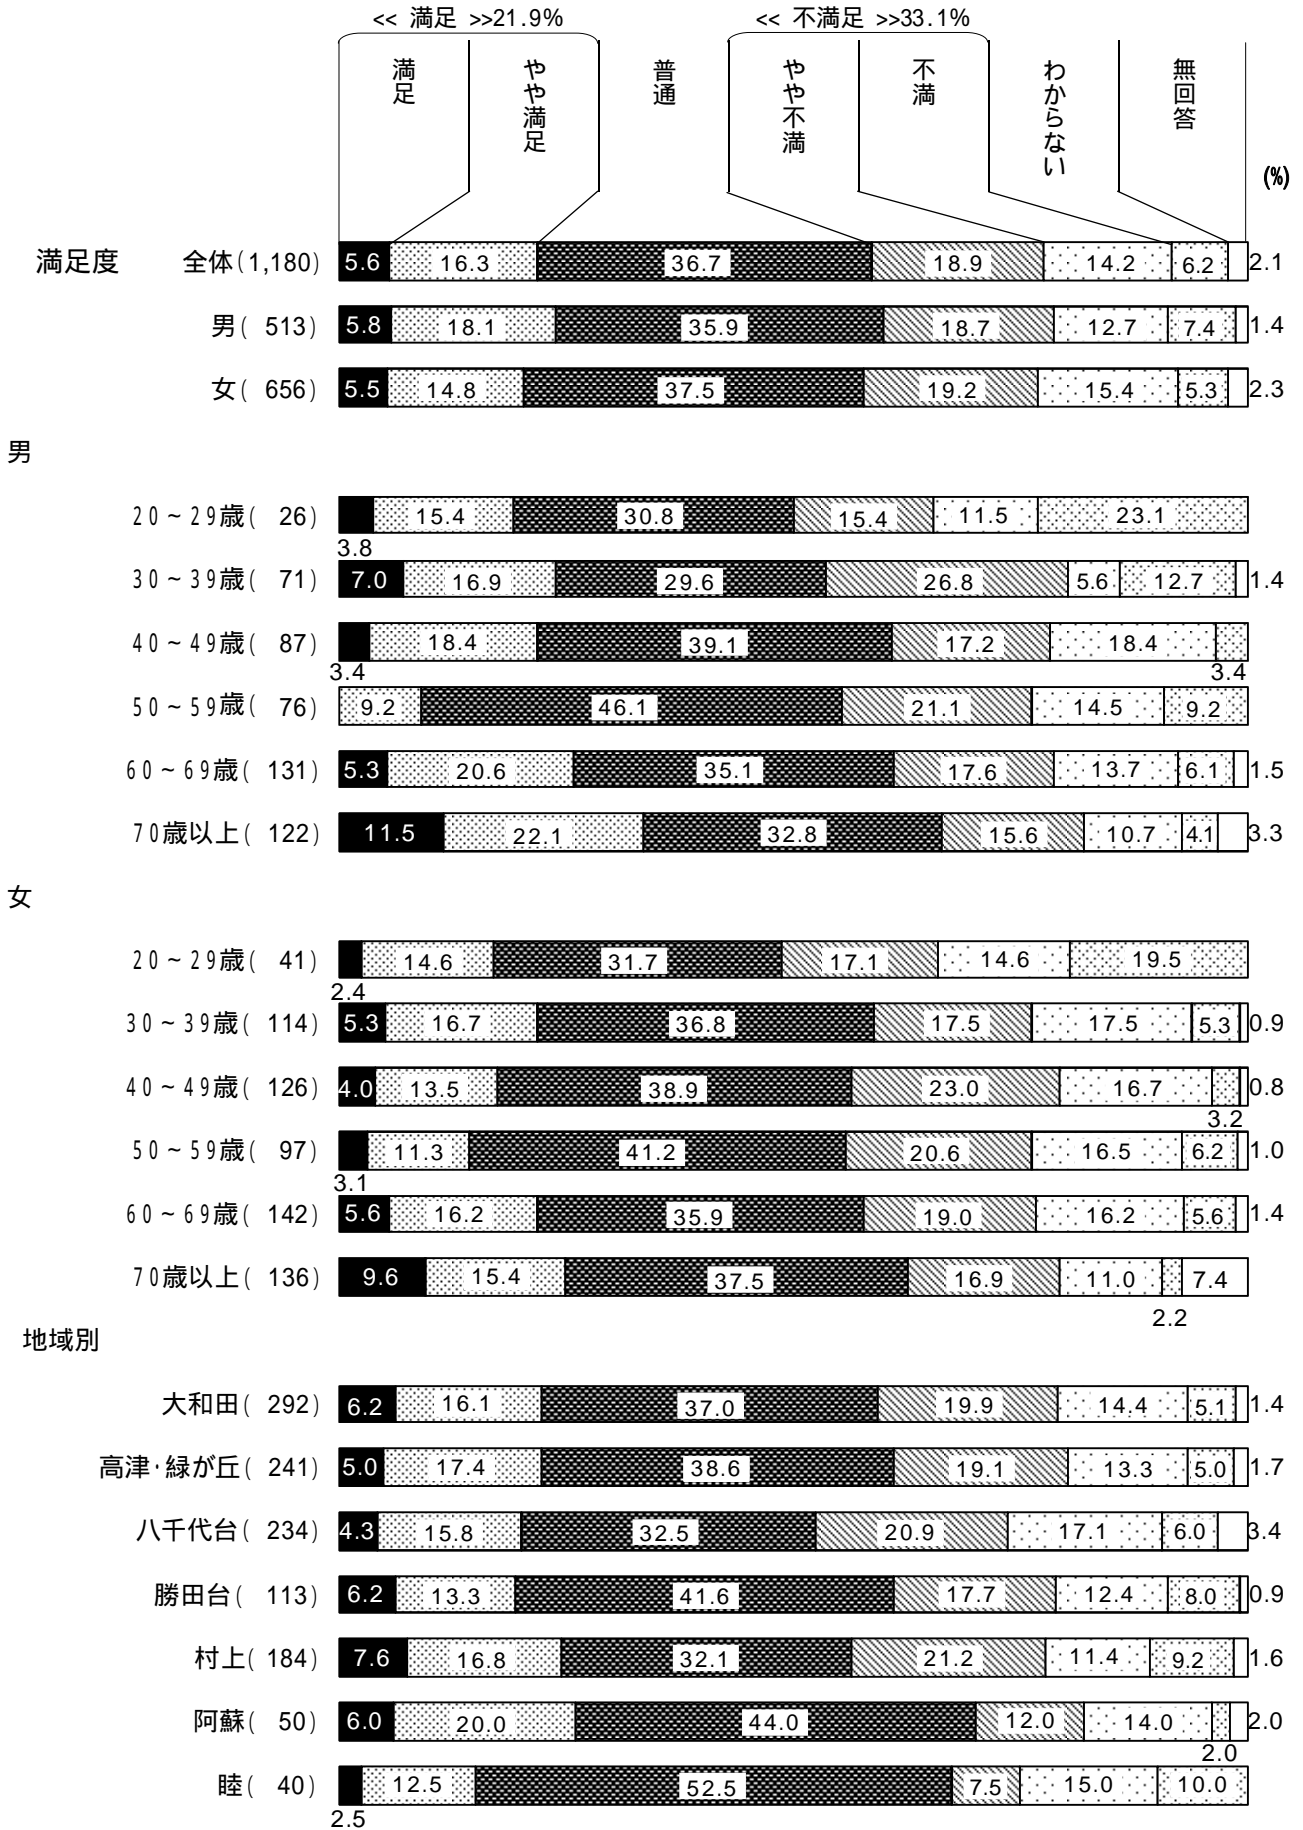 << 満足 >>21.9% << 不満足 >>33.1%
満足 やや満足 普通 やや不満 不満 わからない 無回答
(%)
満足度 全体(1,180) 5.6 16.3 36.7 18.9 14.2 6.2 2.1
男( 513) 5.8 18.1 35.9 18.7 12.7 7.4 1.4
女( 656) 5.5 14.8 37.5 19.2 15.4 5.3 2.3
男
20～29歳( 26) 15.4 30.8 15.4 11.5 23.1
3.8
30～39歳( 71) 7.0 16.9 29.6 26.8 5.6 12.7 1.4
40～49歳( 87) 18.4 39.1 17.2 18.4
3.4 3.4
50～59歳( 76) 9.2 46.1 21.1 14.5 9.2
60～69歳( 131) 5.3 20.6 35.1 17.6 13.7 6.1 1.5
70歳以上( 122) 11.5 22.1 32.8 15.6 10.7 4.1 3.3
女
20～29歳( 41) 14.6 31.7 17.1 14.6 19.5
2.4
30～39歳( 114) 5.3 16.7 36.8 17.5 17.5 5.3 0.9
40～49歳( 126) 4.0 13.5 38.9 23.0 16.7 0.8
3.2
50～59歳( 97) 11.3 41.2 20.6 16.5 6.2 1.0
3.1
60～69歳( 142) 5.6 16.2 35.9 19.0 16.2 5.6 1.4
70歳以上( 136) 9.6 15.4 37.5 16.9 11.0 7.4
2.2
地域別
大和田( 292) 6.2 16.1 37.0 19.9 14.4 5.1 1.4
高津・緑が丘( 241) 5.0 17.4 38.6 19.1 13.3 5.0 1.7
八千代台( 234) 4.3 15.8 32.5 20.9 17.1 6.0 3.4
勝田台( 113) 6.2 13.3 41.6 17.7 12.4 8.0 0.9
村上( 184) 7.6 16.8 32.1 21.2 11.4 9.2 1.6
阿蘇( 50) 6.0 20.0 44.0 12.0 14.0 2.0
2.0
睦( 40) 12.5 52.5 7.5 15.0 10.0
2.5